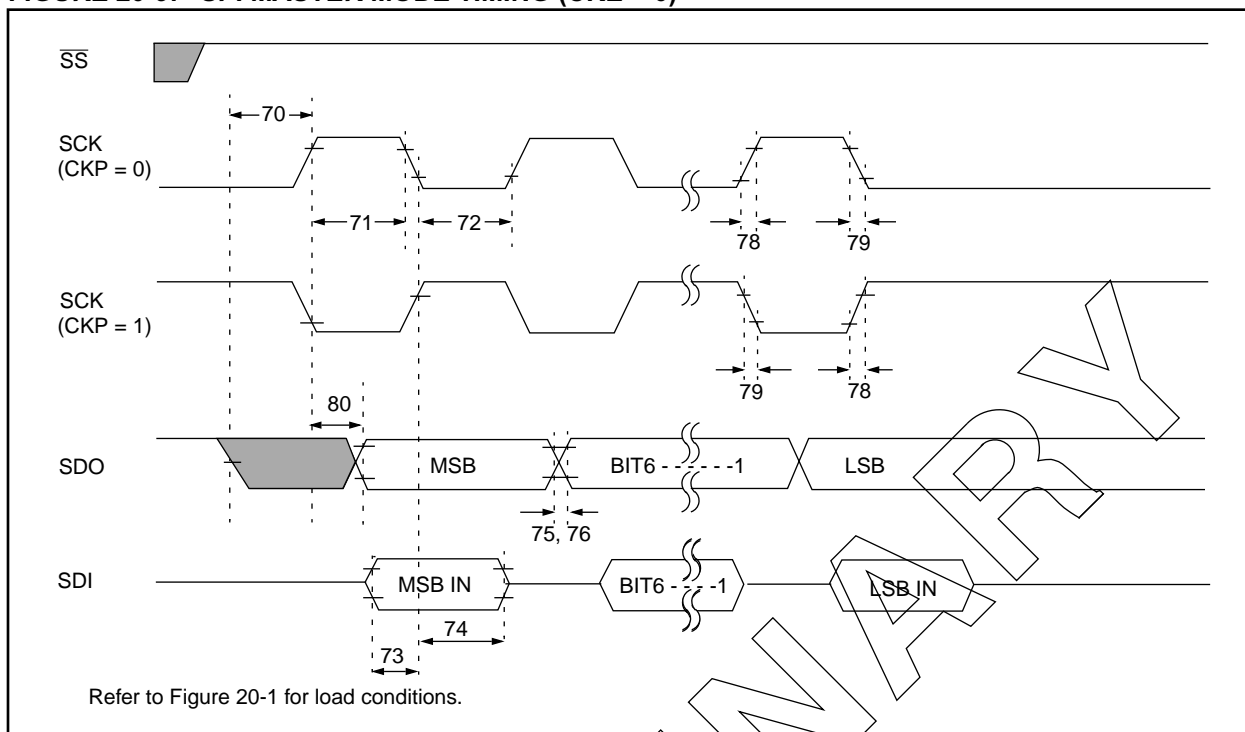 SS
70
SCK
(CKP = 0)
71
72
78
79
SCK
(CKP = 1)
79
78
80
SDO
MSB
BIT6 - - - - - -1
LSB
75, 76
SDI
MSB IN
BIT6 - - - -1
LSB IN
74
73
Refer to Figure 20-1 for load conditions.
N A R Y